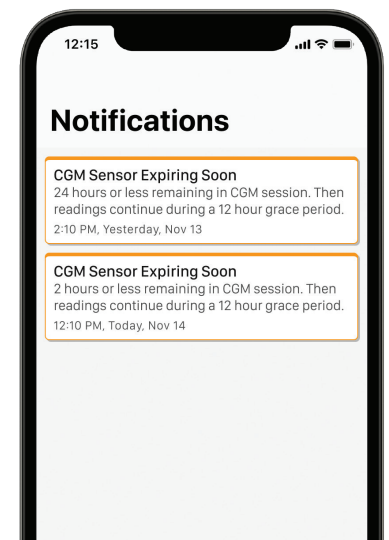 12:15
Notifications
CGM Sensor Expiring Soon
24 hours or less remaining in CGM session. Then
readings continue during a 12 hour grace period.
2:10 PM, Yesterday, Nov 13
CGM Sensor Expiring Soon
2 hours or less remaining in CGM session. Then
readings continue during a 12 hour grace period.
12:10 PM, Today, Nov 14